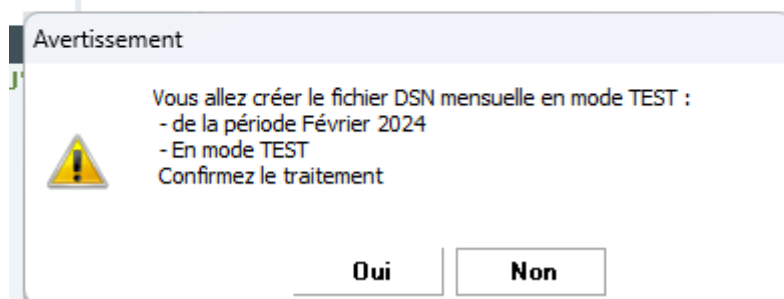 Avertissement
Vous allez créer le fichier DSN mensuelle en mode TEST :
- de la période Février 2024
- En mode TEST
Confirmez le traitement
Oui
Non